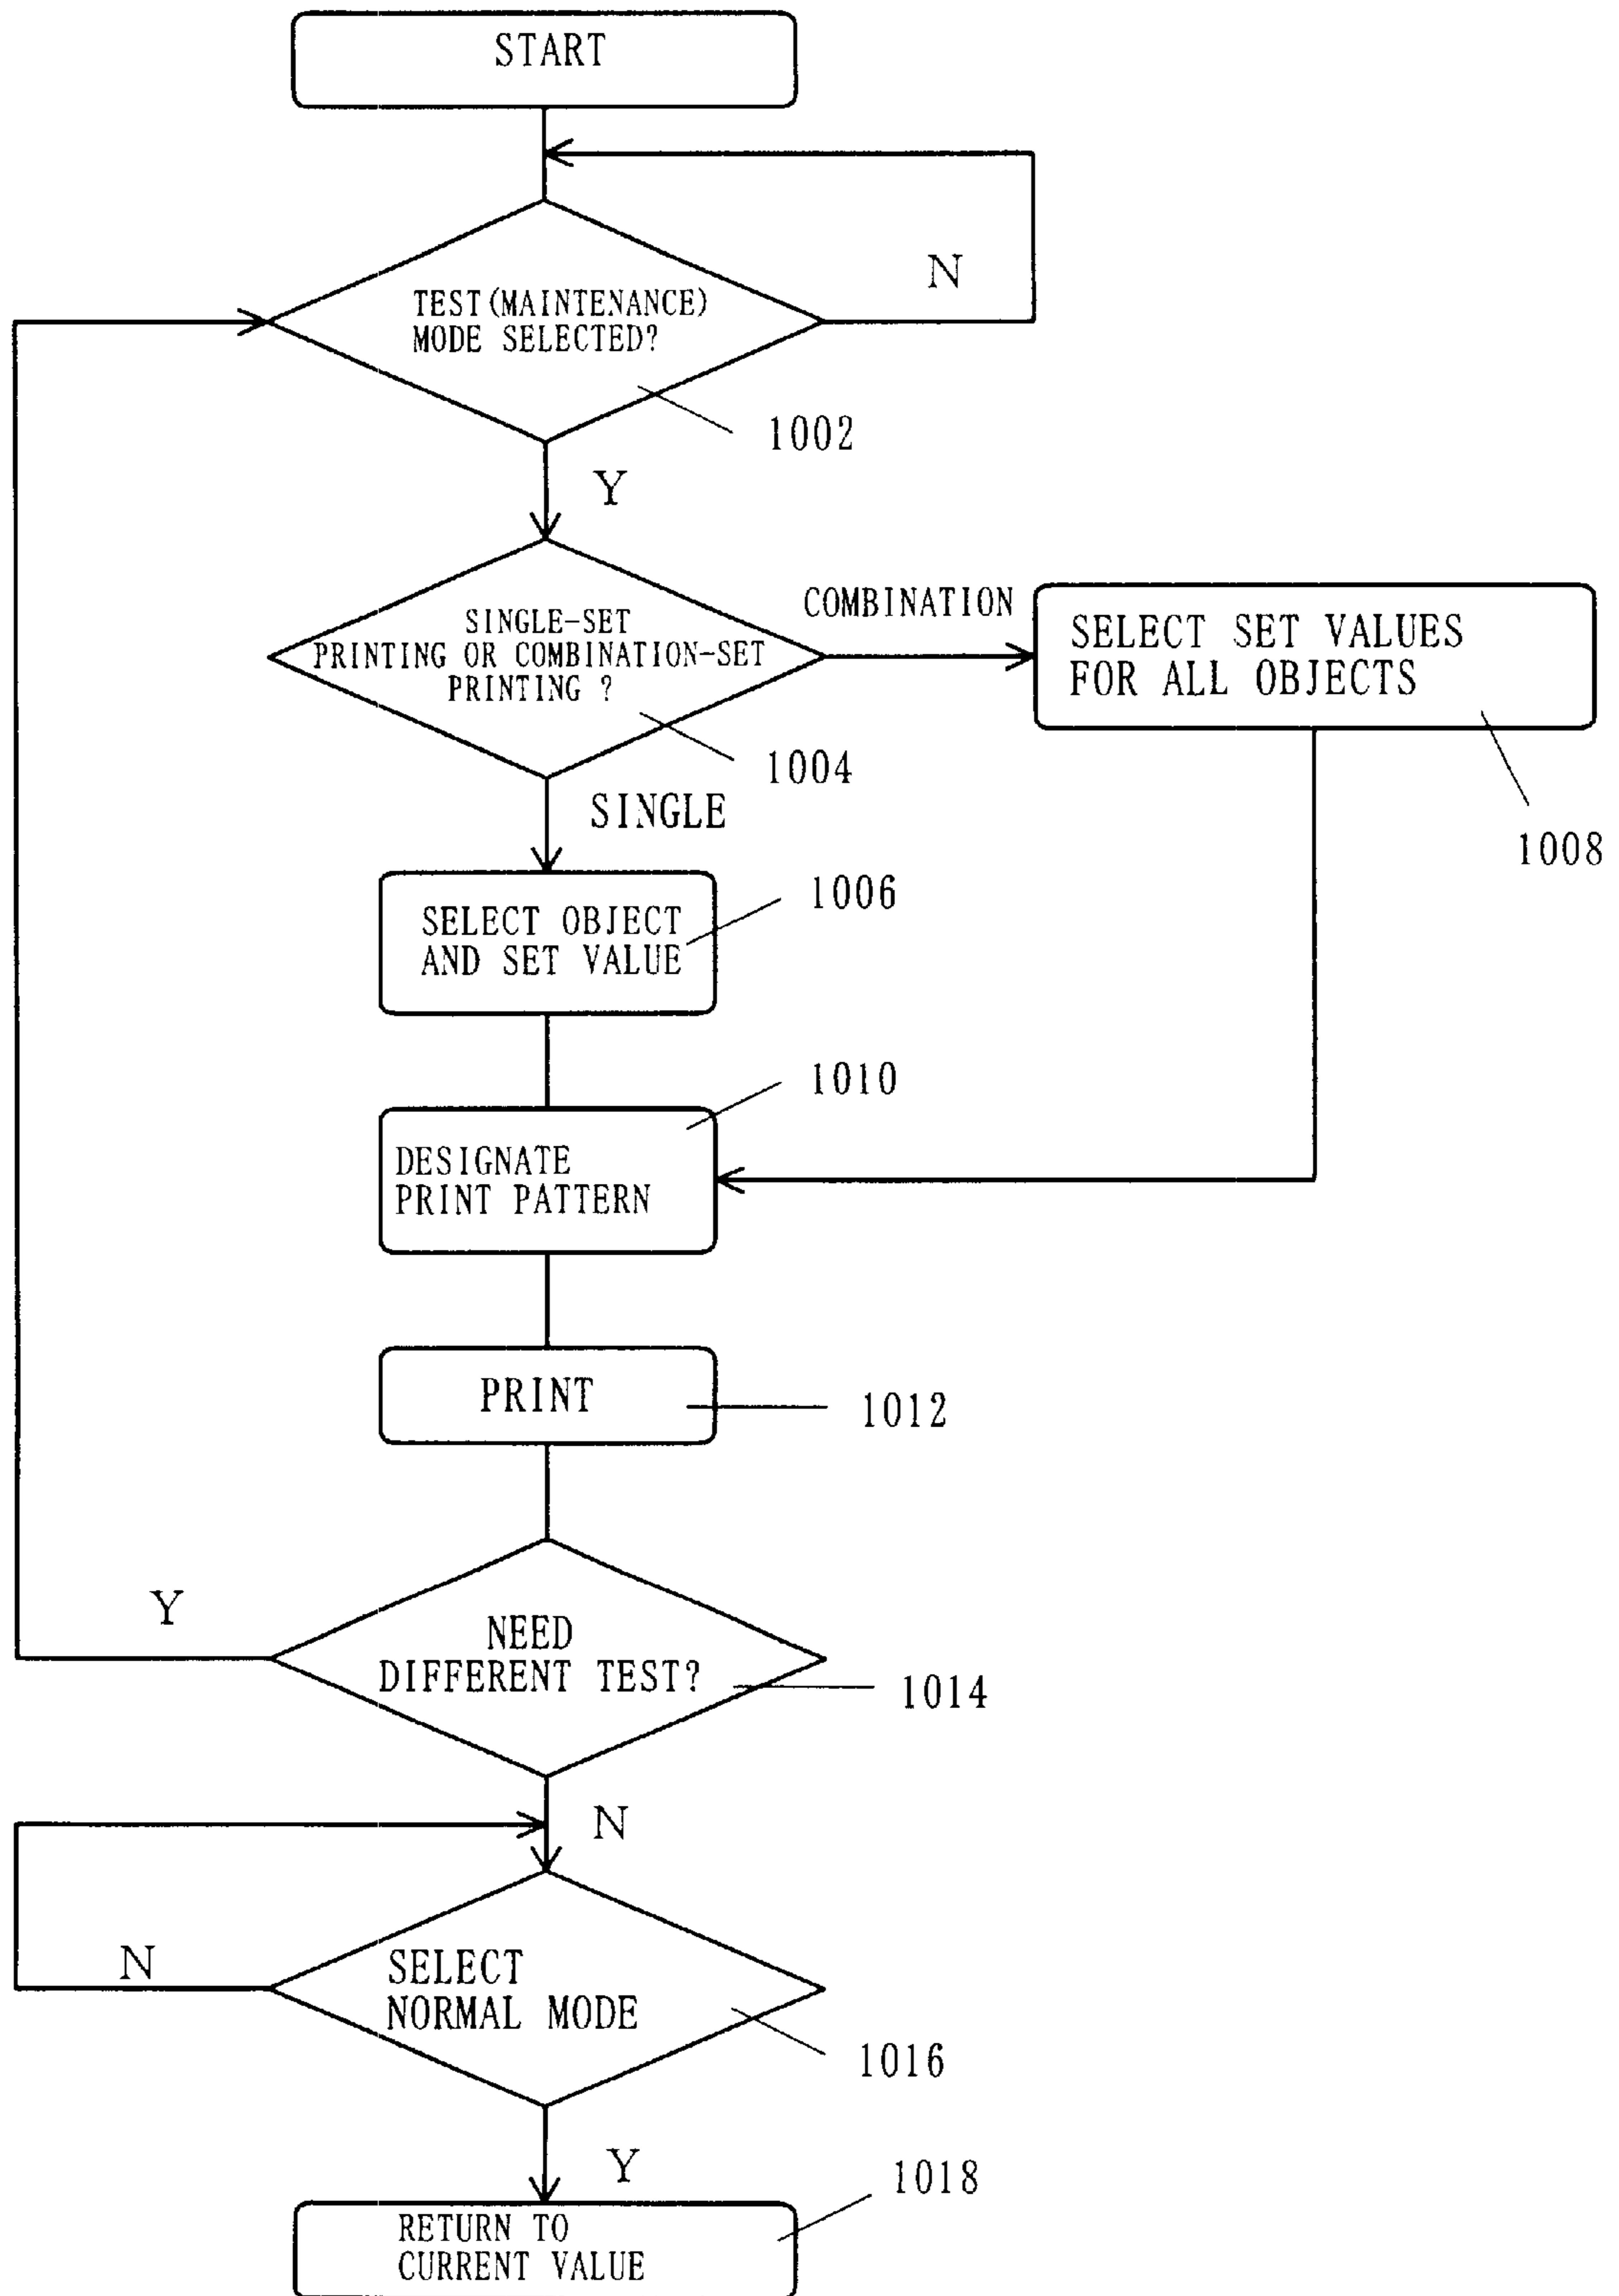 START
N
TEST(MAINTENANCE)
MODE SELECTED?
1002
Y
COMBINATION
SINGLE-SET
PRINTING OR COMBINATION-SET
PRINTING ?
SELECT SET VALUES
FOR ALL OBJECTS
1004
SINGLE
1008
1006
SELECT OBJECT
AND SET VALUE
1010
DESIGNATE
PRINT PATTERN
PRINT
1012
Y
NEED
DIFFERENT TEST?
1014
N
N
SELECT
NORMAL MODE
1016
Y
1018
RETURN TO
CURRENT VALUE